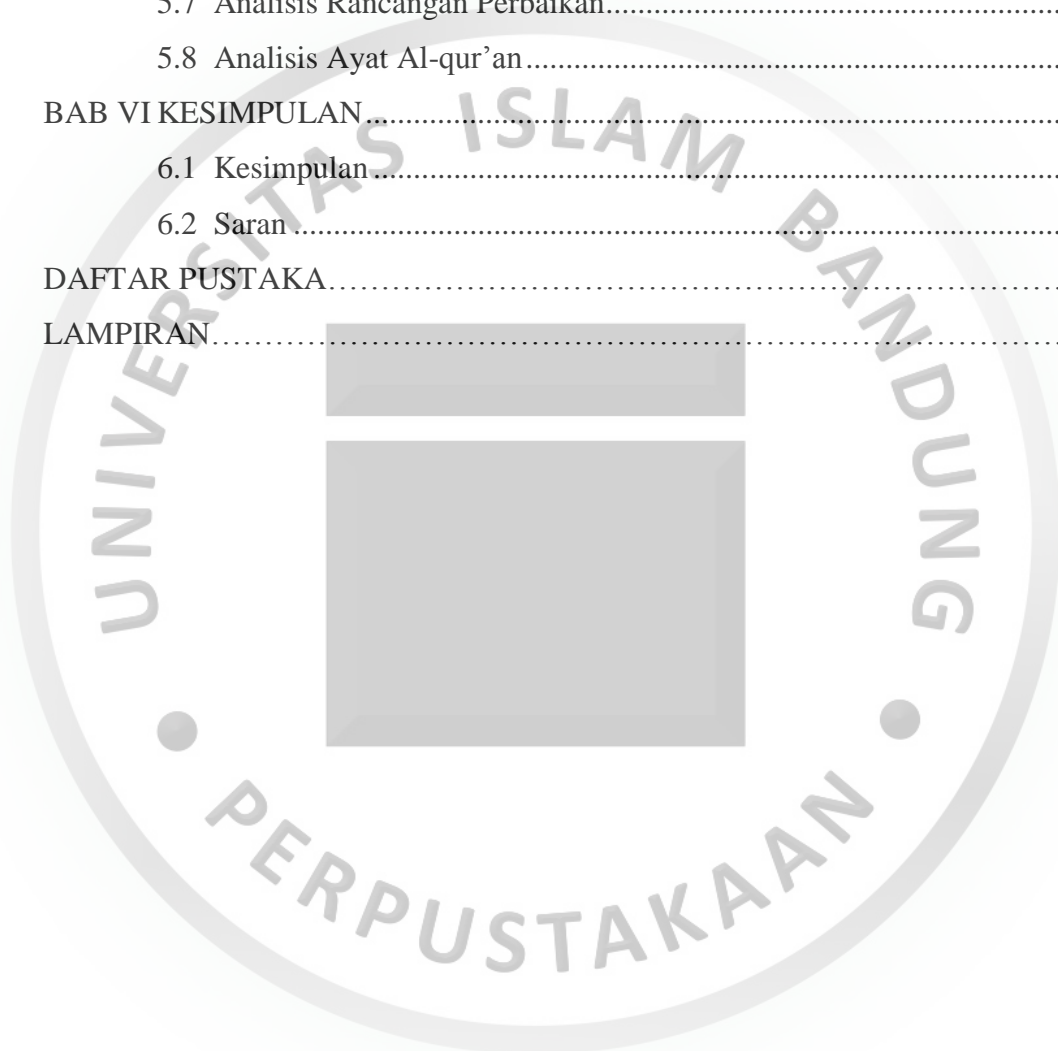 5.7 Analisis Rancangan Perbaikan........................................................................
5.8 Analisis Ayat Al-qur’an....................................................................................
BAB VI KESIMPULAN..........................................................................................
6.1 Kesimpulan........................................................................................................
6.2 Saran..................................................................................................................
DAFTAR PUSTAKA……………………………………………………………
LAMPIRAN……………………………………………………………………
UNIVERSITAS ISLAM BANDUNG
PERPUSTAKAAN